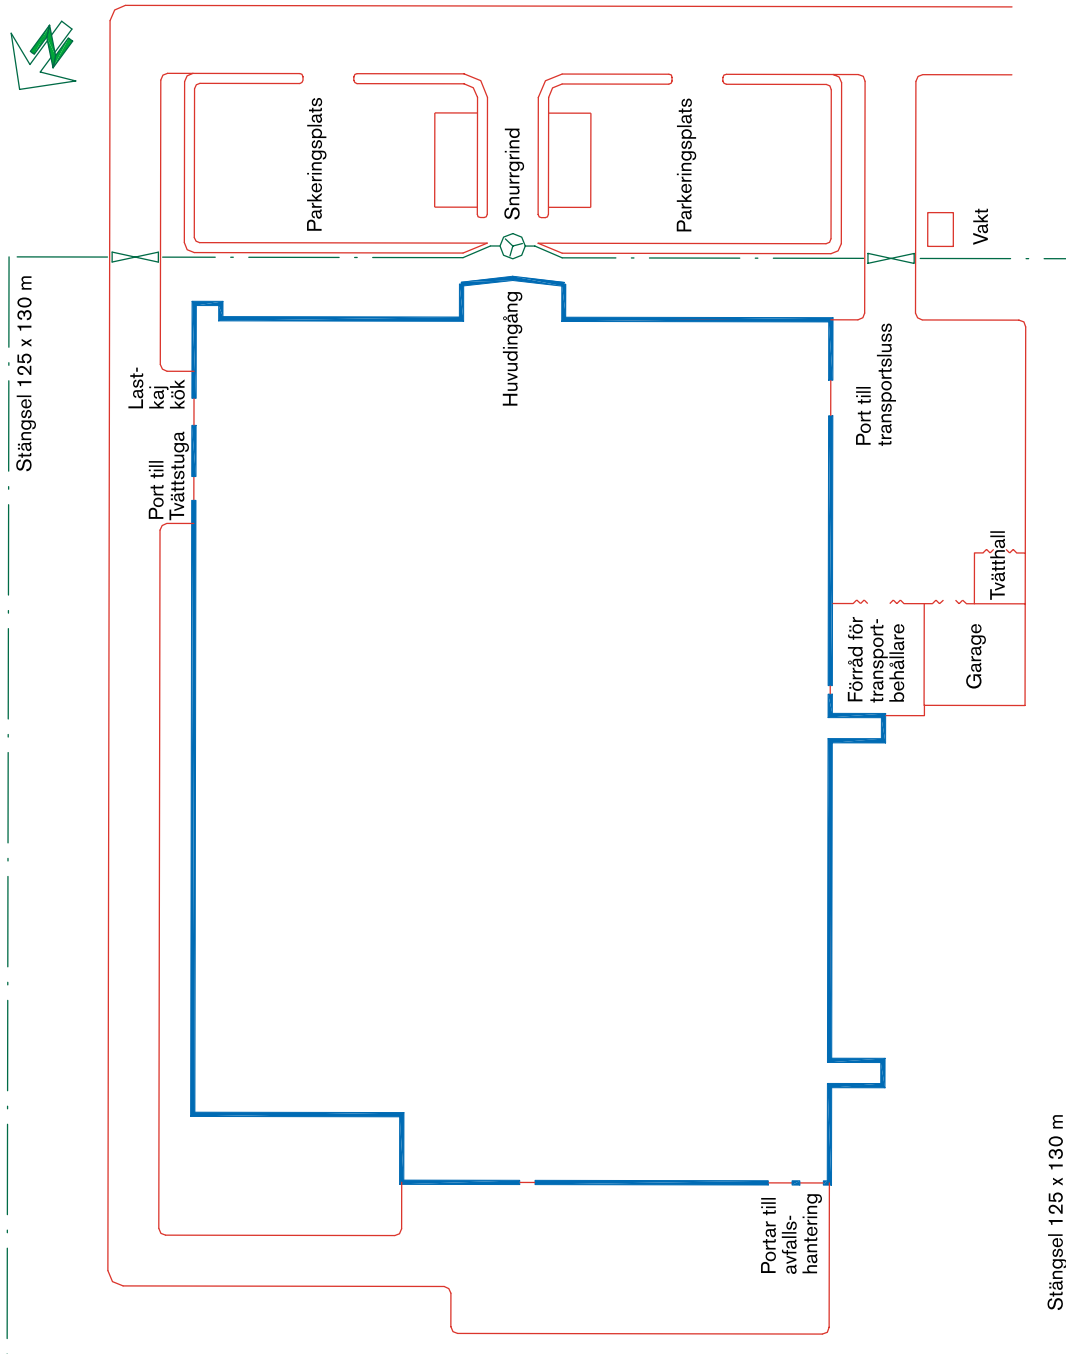 N
Parkeringsplats
Snurrgrind
Parkeringsplats
Vakt
Stängsel 125 x 130 m
Last-
kaj
kök
Huvudingång
Port till
transportsluss
Port till
Tvättstuga
Tvätthall
Förråd för
transport-
behållare
Garage
Portar till
avfalls-
hantering
Stängsel 125 x 130 m